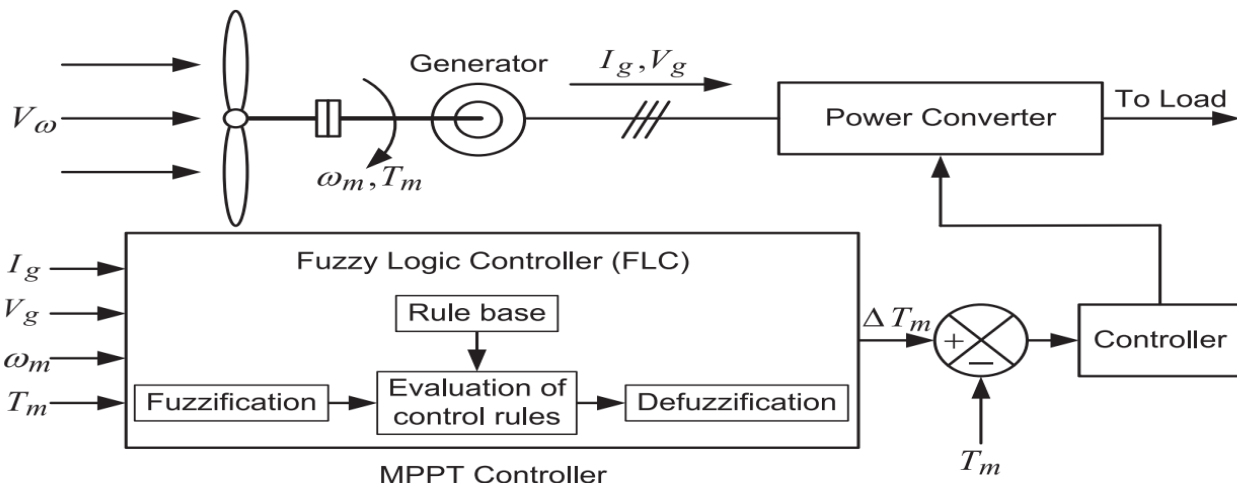 Generator
I_g, V_g
To Load
V_ω
Power Converter
ω_m, T_m
I_g
Fuzzy Logic Controller (FLC)
V_g
Rule base
Δ T_m
ω_m
+
−
Controller
T_m
Fuzzification
Evaluation of
control rules
Defuzzification
T_m
MPPT Controller